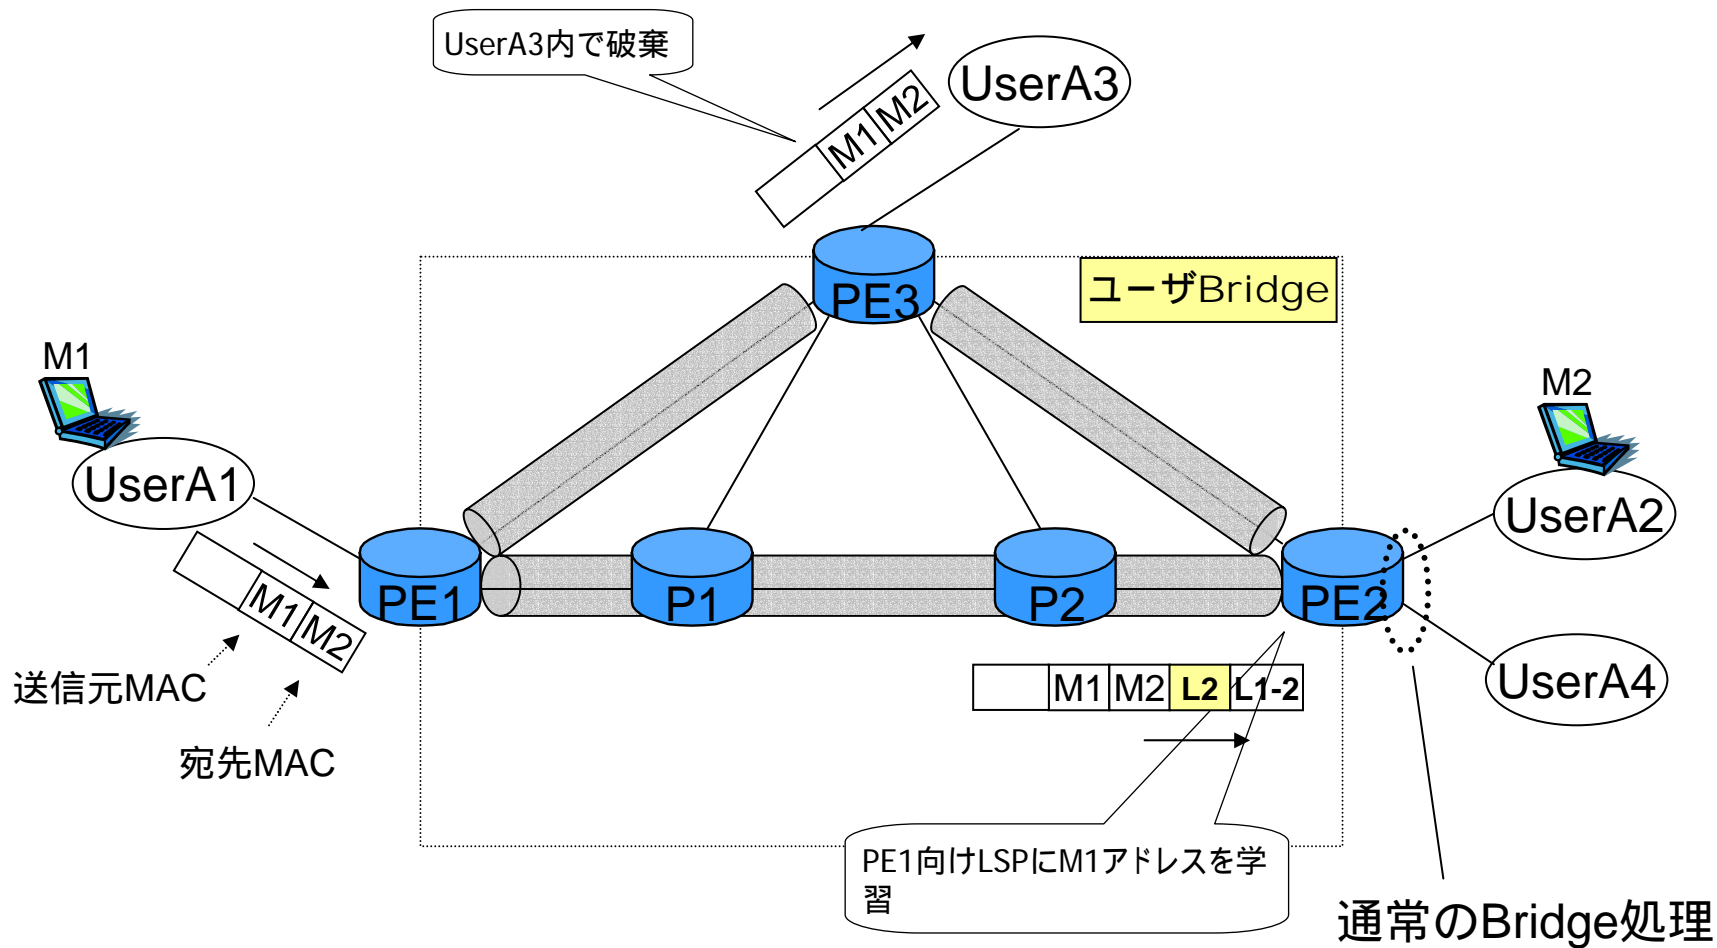 UserA3内で破棄
UserA3
M1 M2
PE3
ユーザBridge
M1
M2
UserA1
UserA2
PE1
P1
P2
PE2
M1 M2
送信元MAC
宛先MAC
M1 M2 L2 L1-2
UserA4
PE1向けLSPにM1アドレスを学
習
通常のBridge処理